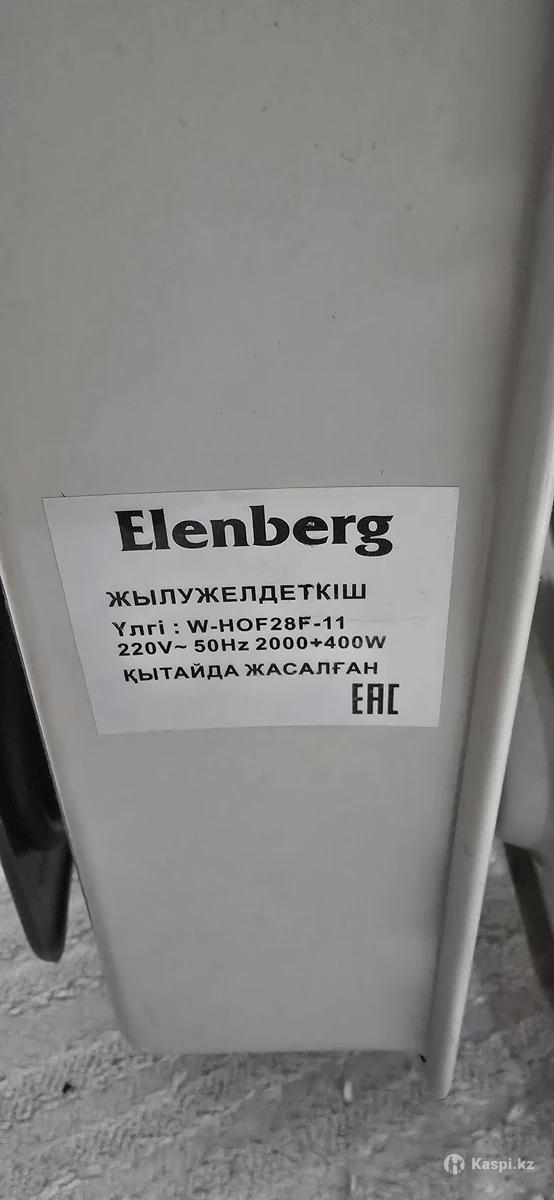 Elenberg
ЖЫЛУЖЕЛДЕТКІШ
Үлгі : W-HOF28F-11
220V~ 50Hz 2000+400W
ҚЫТАЙДА ЖАСАЛҒАН
EAC
Kaspi.kz